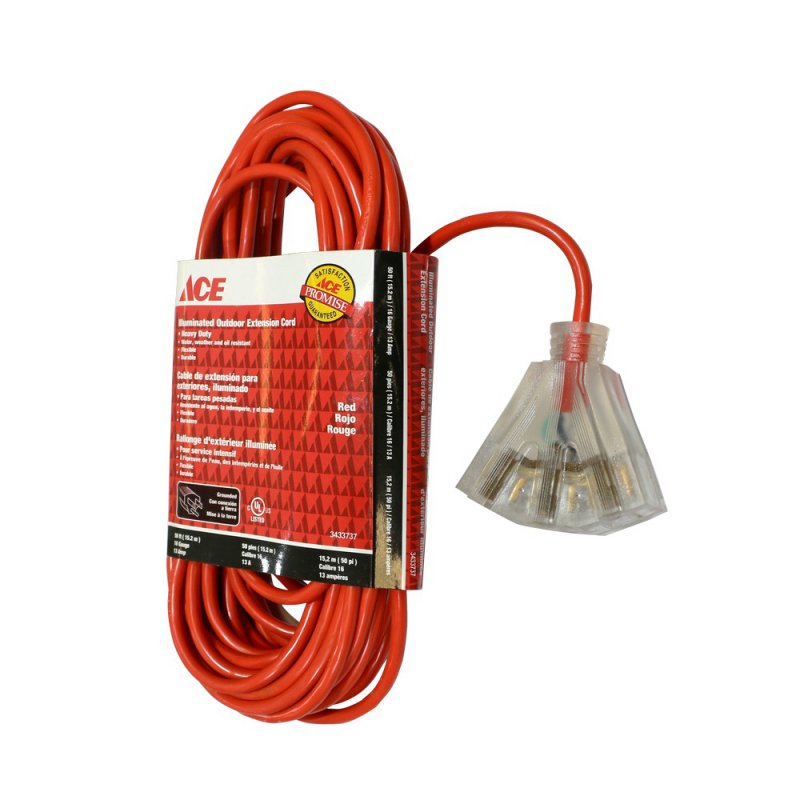 ACE
SATISFACTION
ACE
PROMISE
GUARANTEED
Illuminated Outdoor Extension Cord
• Heavy Duty
• Water, weather and oil resistant
• Flexible
• Durable
Cable de extensión para
exteriores, iluminado
• Para tareas pesadas
• Resistente al agua, la intemperie, y el aceite
• Flexible
• Duradero
Red
Rojo
Rouge
Rallonge d'extérieur illuminée
• Pour service intensif
• À l'épreuve de l'eau, des intempéries et de l'huile
• Flexible
• Durable
Grounded
Con conexión
a tierra
Mise à la terre
C UL US
LISTED
3433737
50 ft (15.2 m)
16 Gauge
13 Amp
50 pies (15.2 m)
Calibre 16
13 A
15,2 m (50 pi)
Calibre 16
13 ampères
50 ft (15.2 m) / 16 Gauge / 13 Amp
50 pies (15.2 m) / Calibre 16 / 13 A
15,2 m (50 pi) / Calibre 16 / 13 ampères
Illuminated Outdoor
Extension Cord
Cable de extensión
exteriores, iluminado
d'extérieur illuminée
3433737